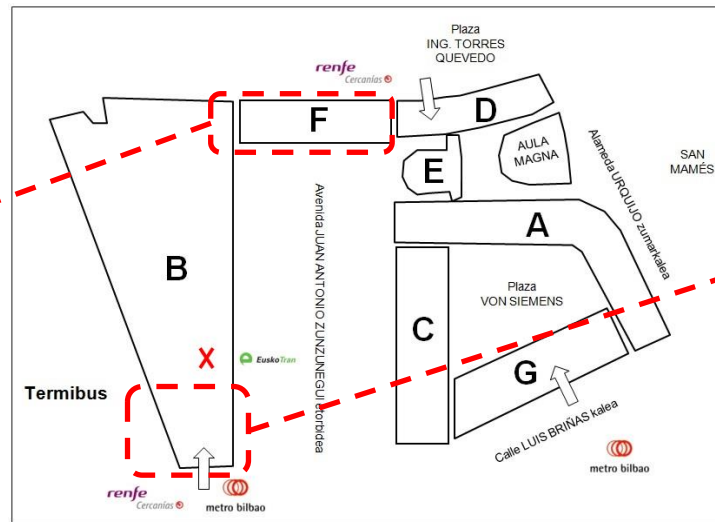 Plaza
ING. TORRES
QUEVEDO
renfe
Cercanías
F
D
AULA
MAGNA
E
Alameda URQUIJO zumarkalea
SAN
MAMÉS
A
B
Avenida JUAN ANTONIO ZUNZUNEGUI etorbidea
Plaza
VON SIEMENS
C
X
EuskoTran
G
Termibus
Calle LUIS BRIÑAS kalea
metro bilbao
renfe
Cercanías
metro bilbao